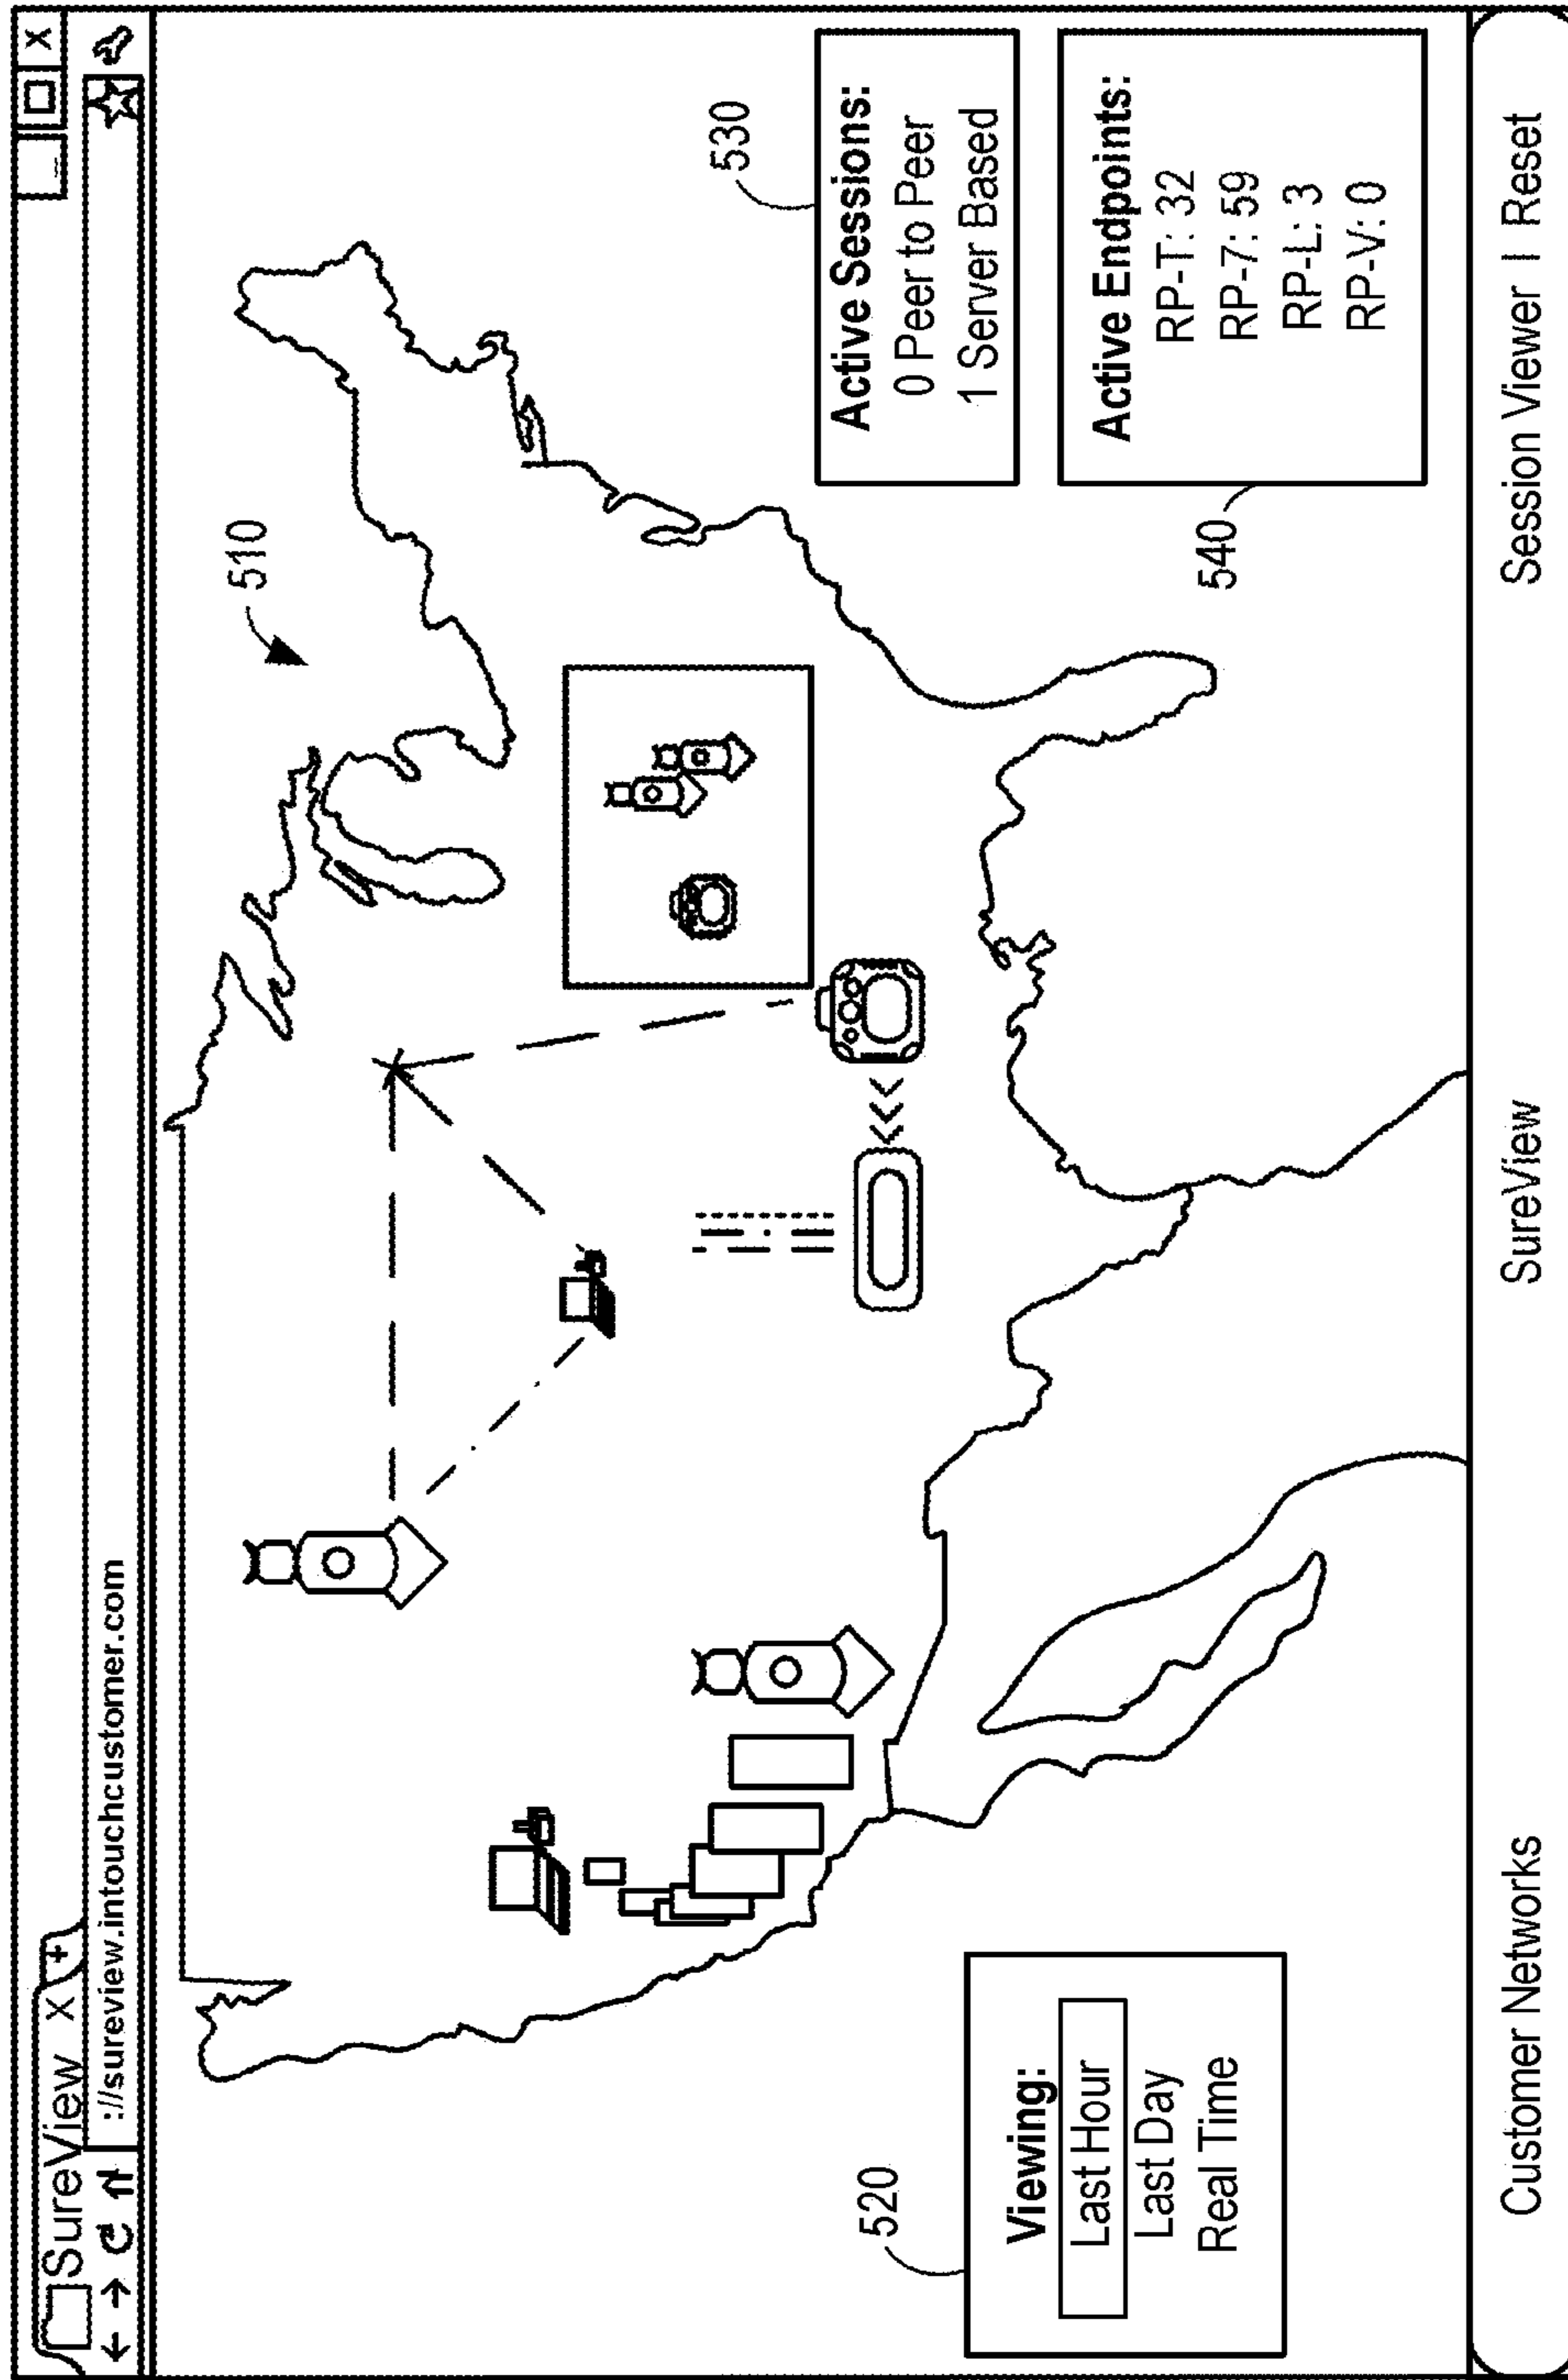 SureView X +
://sureview.intouchcustomer.com
510
530
Active Sessions:
0 Peer to Peer
1 Server Based
520
Viewing:
Last Hour
Last Day
Real Time
540
Active Endpoints:
RP-T: 32
RP-7: 59
RP-L: 3
RP-V: 0
Customer Networks
SureView
Session Viewer | Reset